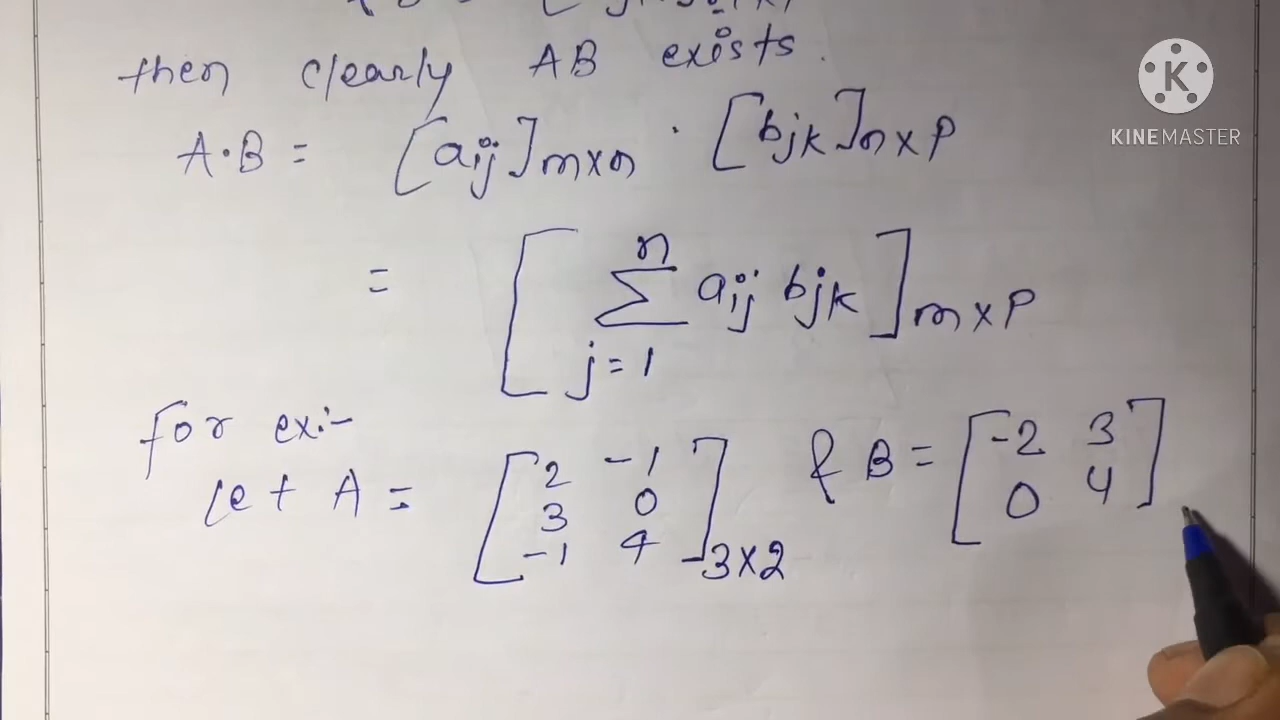 then clearly AB exists.
A·B = [aij]m×n · [bjk]n×p
= [ n∑j=1 aij bjk ]m×p
for ex:-
let A = [2 -1
3 0
-1 4]3×2 & B = [-2 3
0 4]
K
KINEMASTER